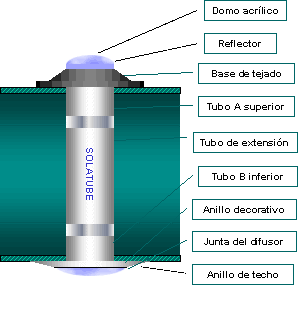 Domo acrílico
Reflector
Base de tejado
Tubo A superior
Tubo de extensión
SOLATUBE
Tubo B inferior
Anillo decorativo
Junta del difusor
Anillo de techo